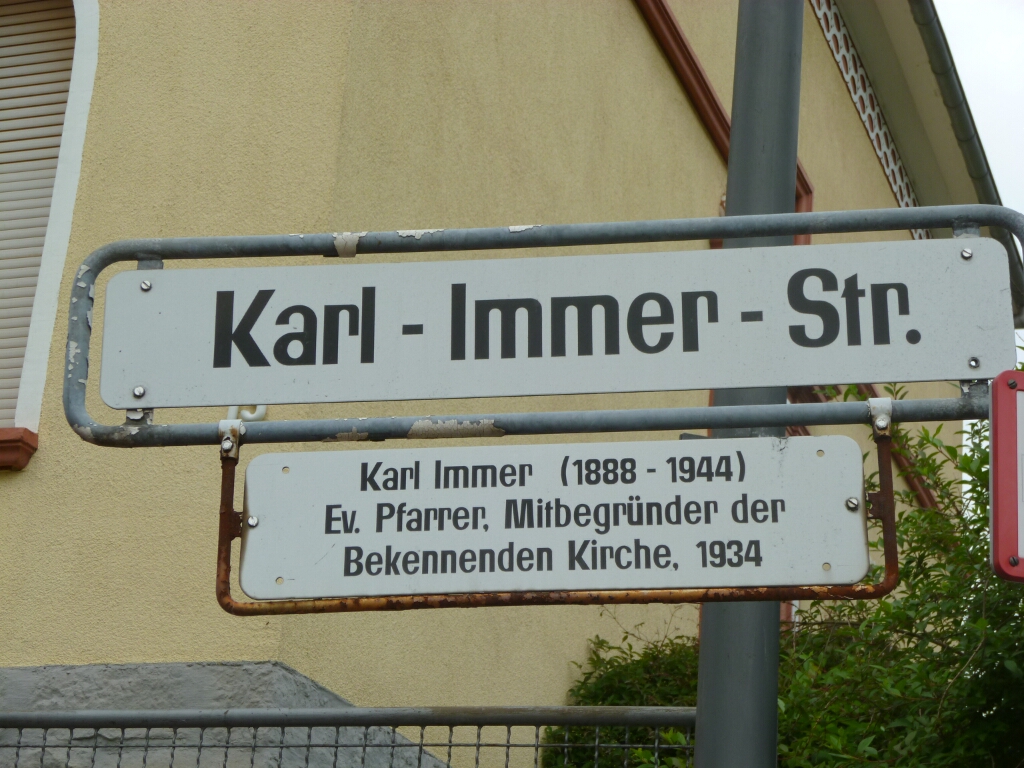 Karl - Immer - Str.
Karl Immer (1888 - 1944)
Ev. Pfarrer, Mitbegründer der
Bekennenden Kirche, 1934